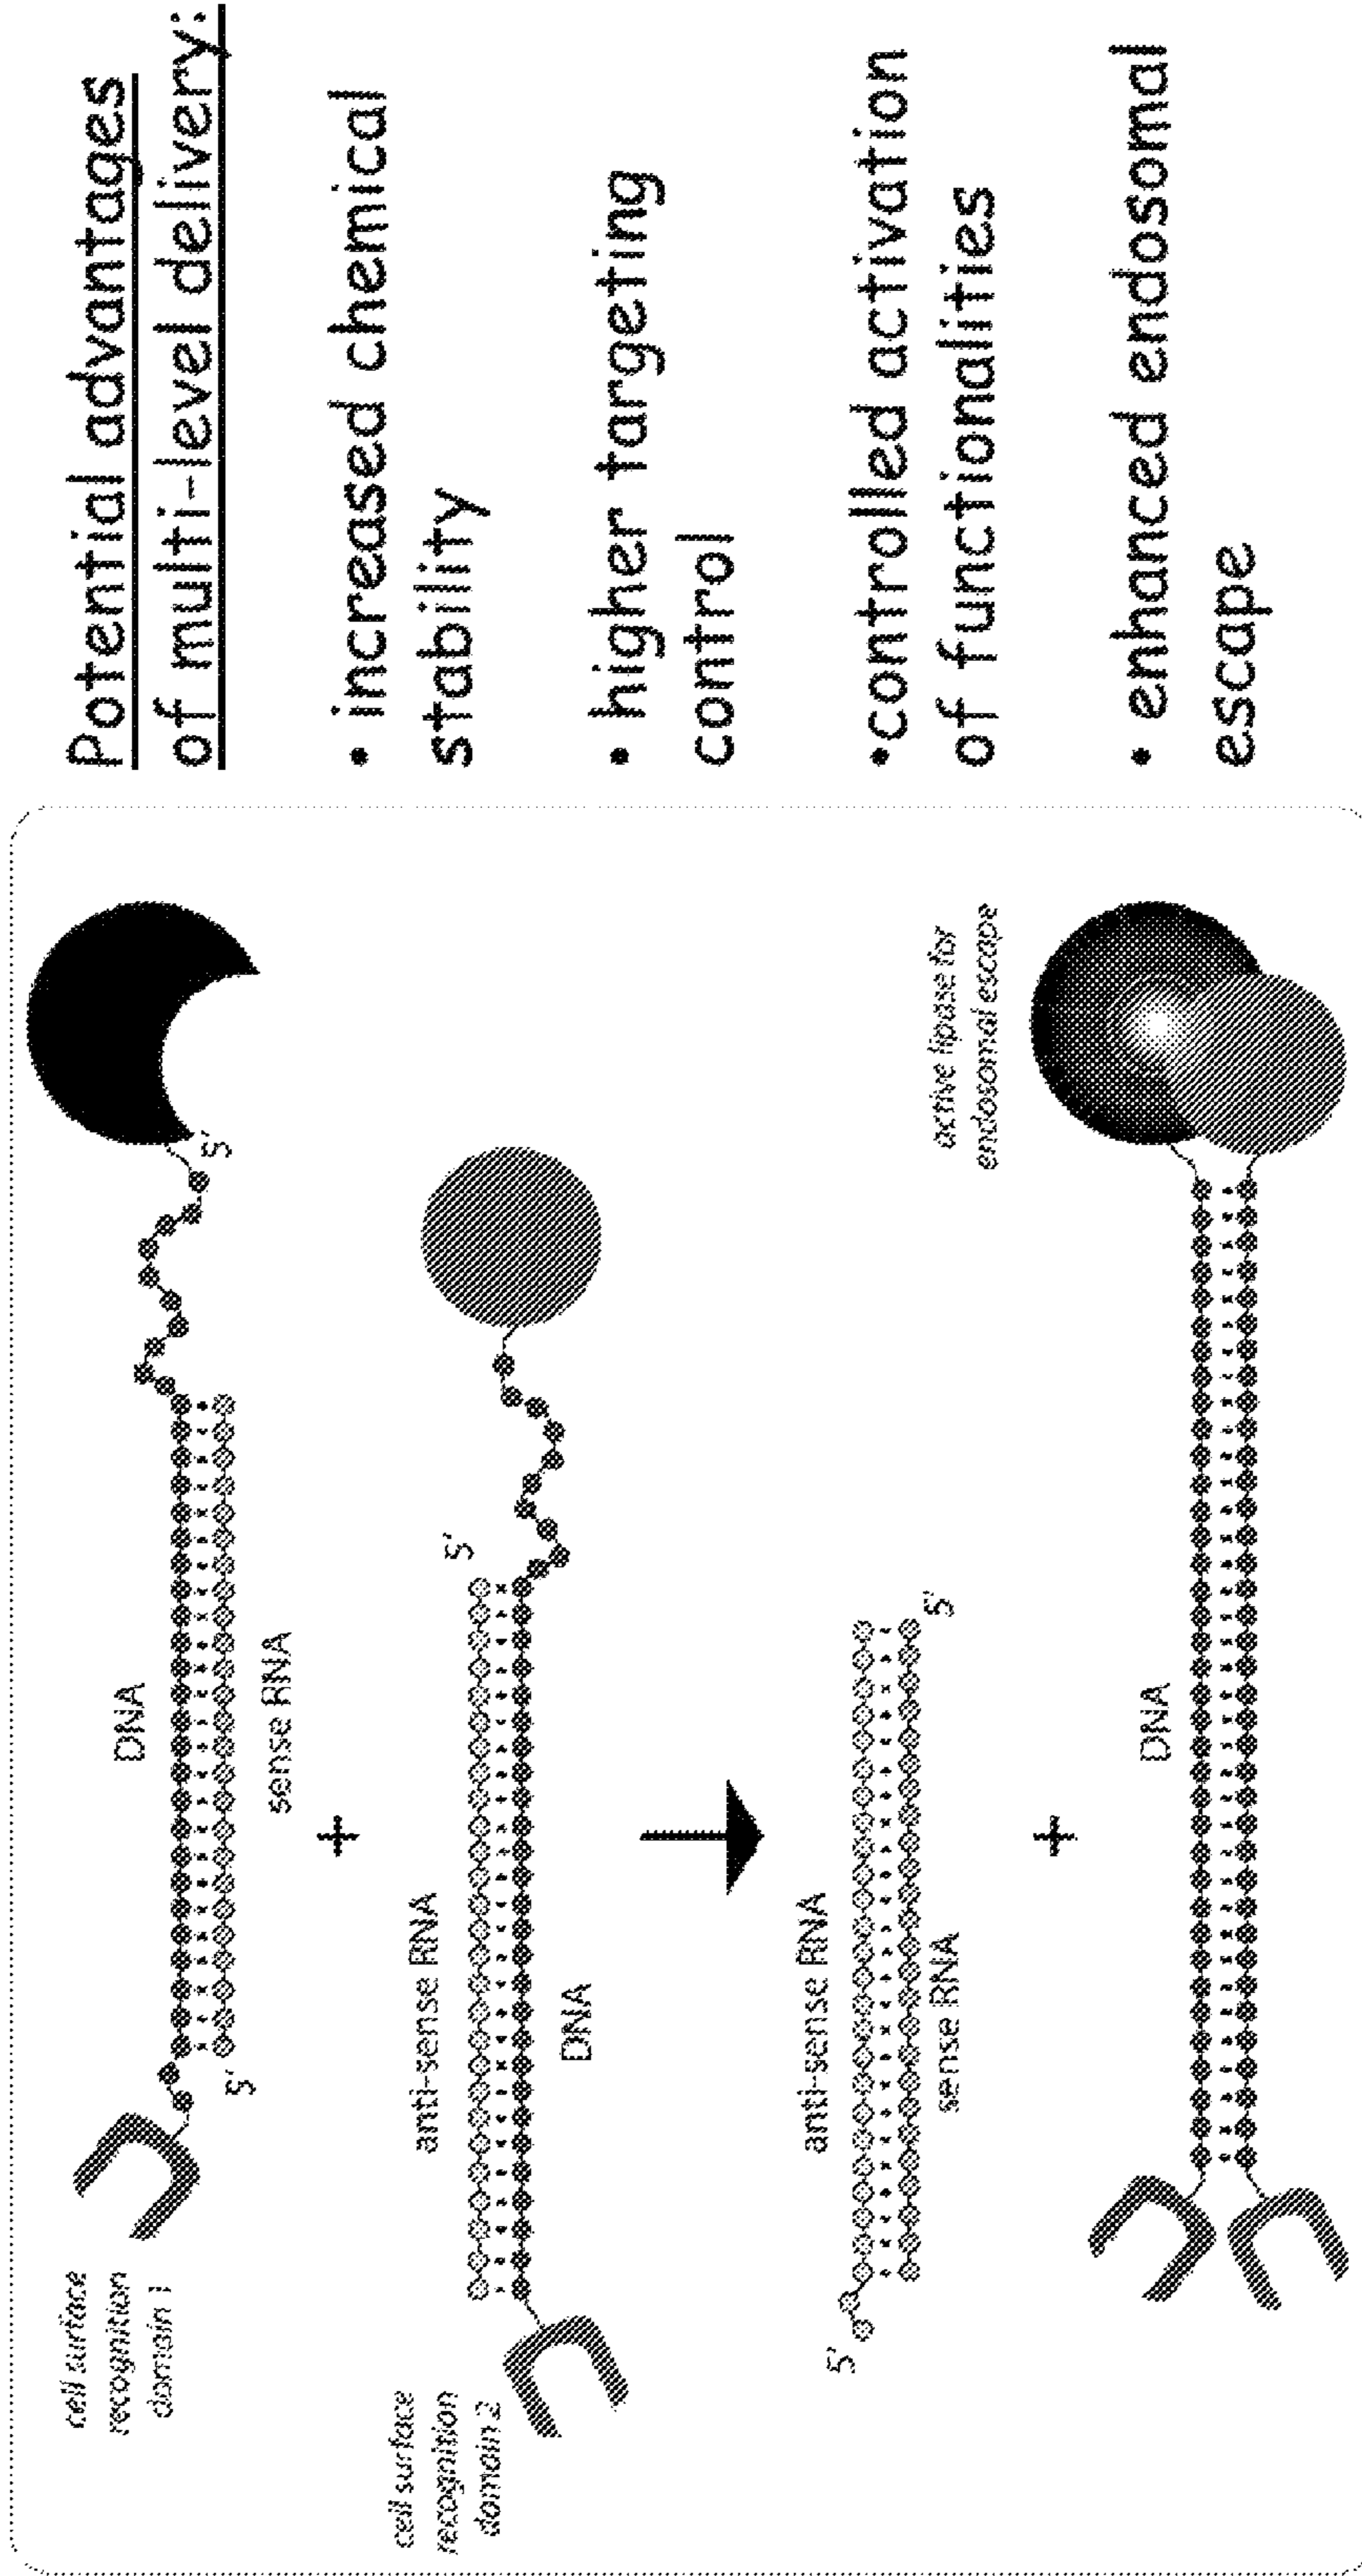 cell surface
recognition
domain 1
DNA
5'
5'
sense RNA
+
cell surface
recognition
domain 2
anti-sense RNA
5'
DNA
anti-sense RNA
5'
sense RNA
5'
+
active lipase for
endosomal escape
DNA
Potential advantages
of multi-level delivery:
• increased chemical
stability
• higher targeting
control
•controlled activation
of functionalities
• enhanced endosomal
escape